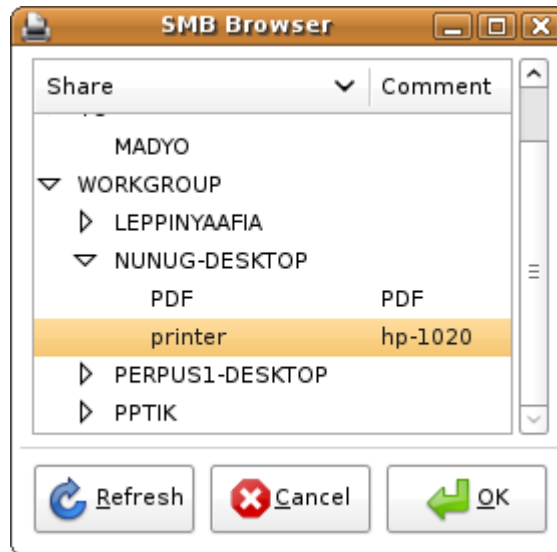 SMB Browser
Share Comment
MADYO
WORKGROUP
LEPPINYAAFIA
NUNUG-DESKTOP
PDF PDF
printer hp-1020
PERPUS1-DESKTOP
PPTIK
Refresh Cancel OK